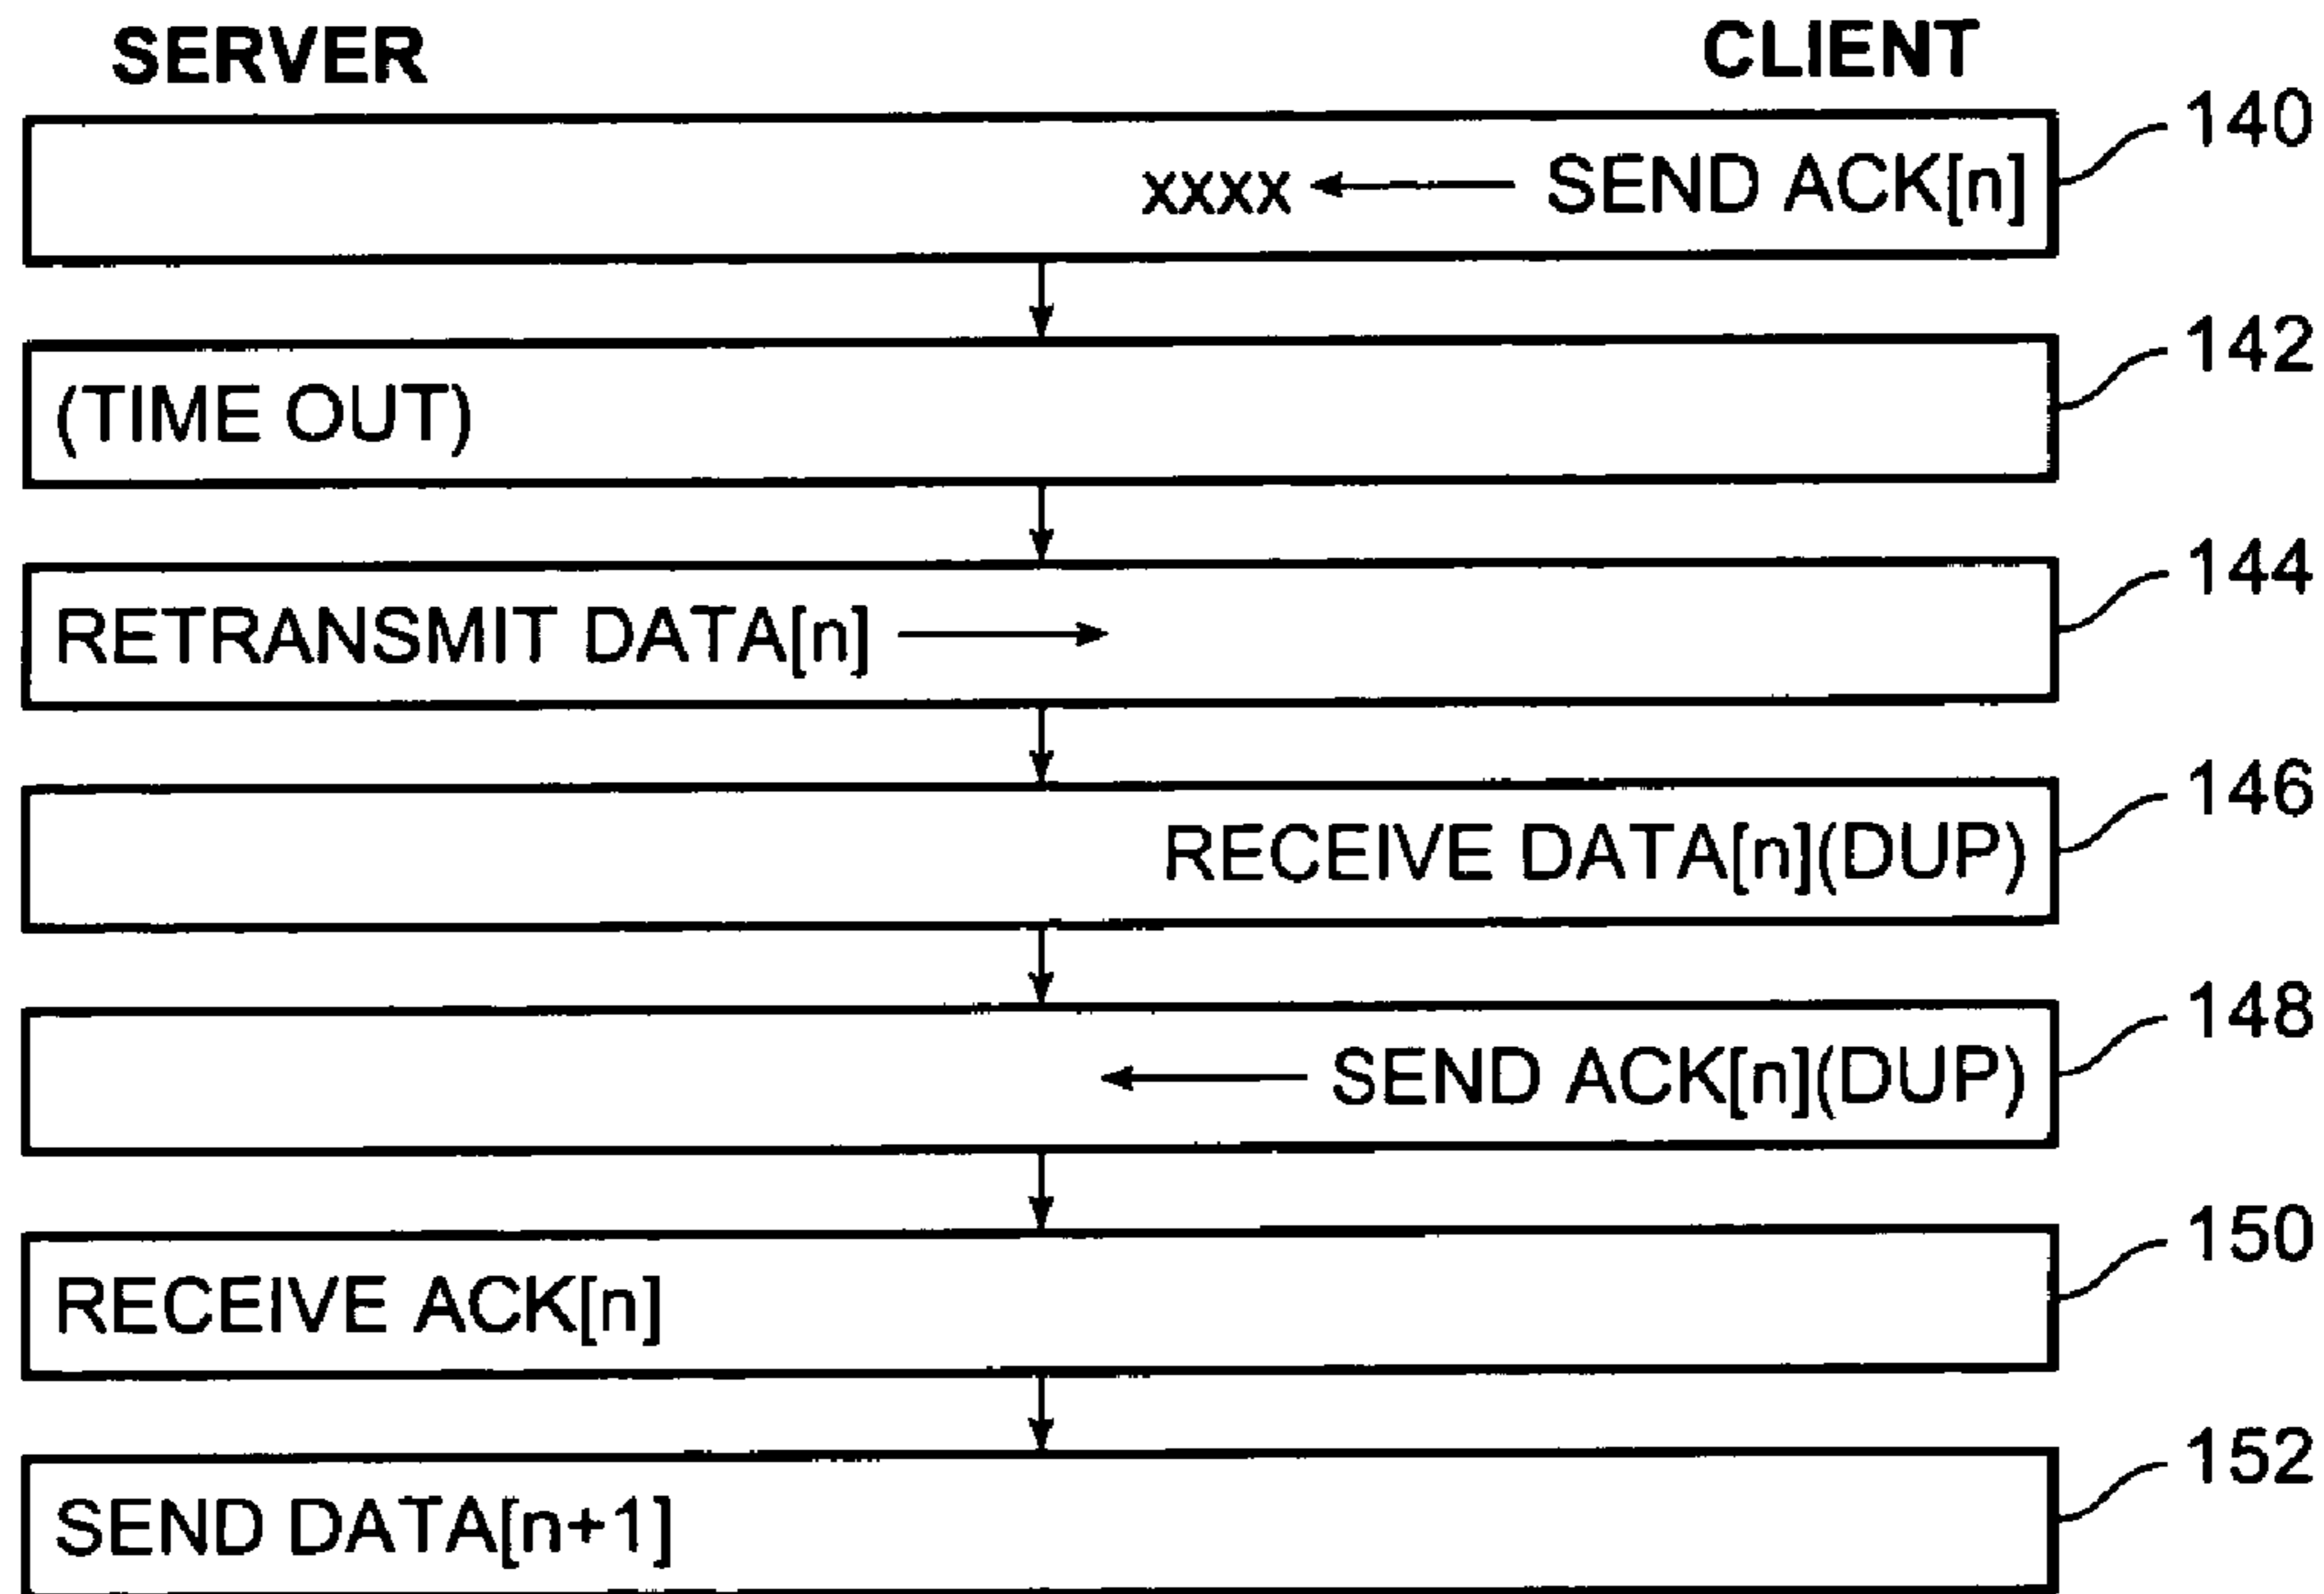 SERVER CLIENT
140
xxxx SEND ACK[n]
142
(TIME OUT)
144
RETRANSMIT DATA[n]
146
RECEIVE DATA[n](DUP)
148
SEND ACK[n](DUP)
150
RECEIVE ACK[n]
152
SEND DATA[n+1]